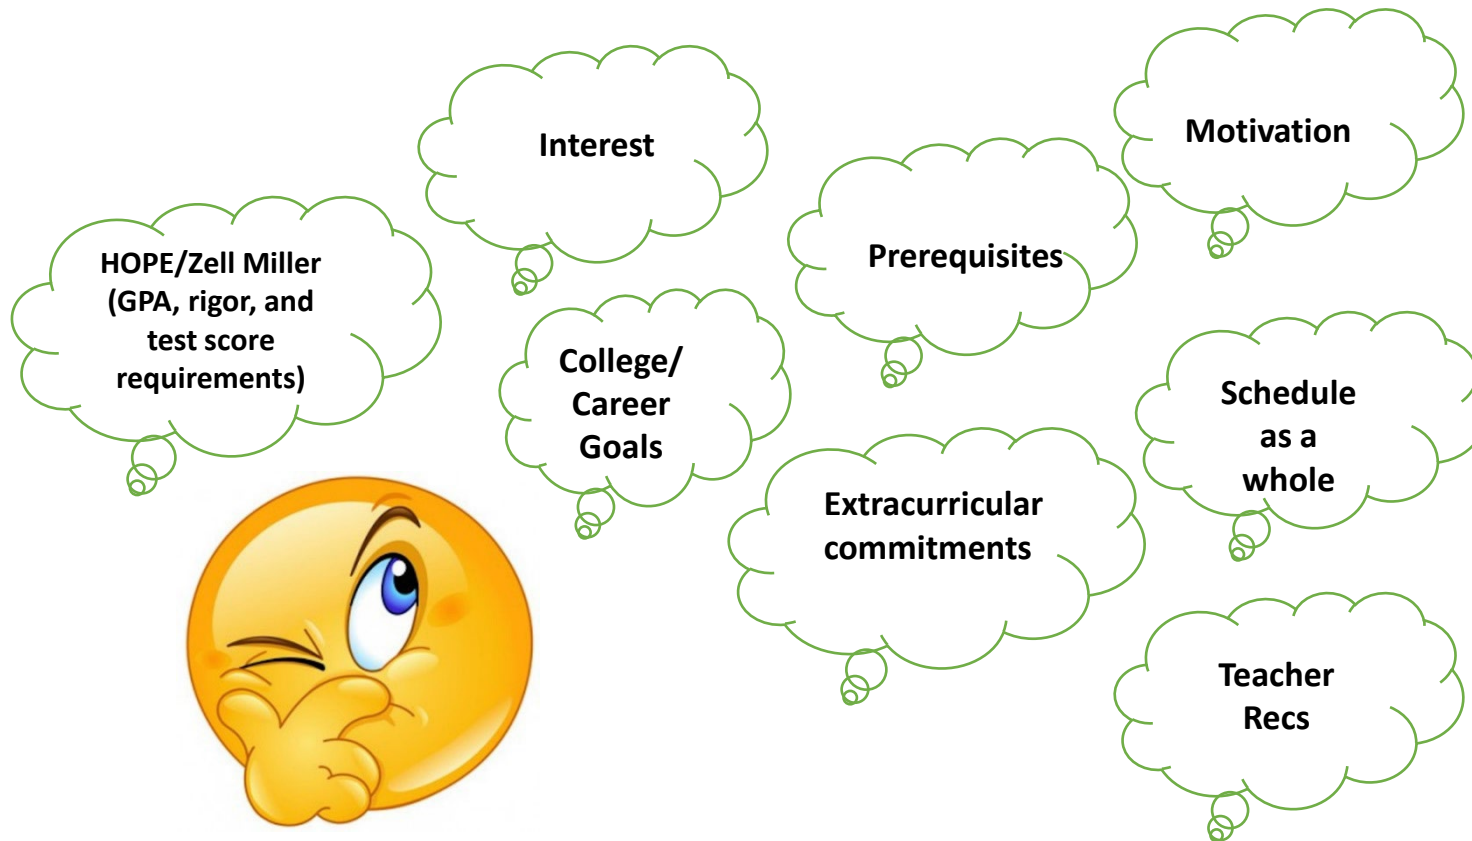 Interest
Motivation
HOPE/Zell Miller
(GPA, rigor, and
test score
requirements)
Prerequisites
College/
Career
Goals
Schedule
as a
whole
Extracurricular
commitments
Teacher
Recs